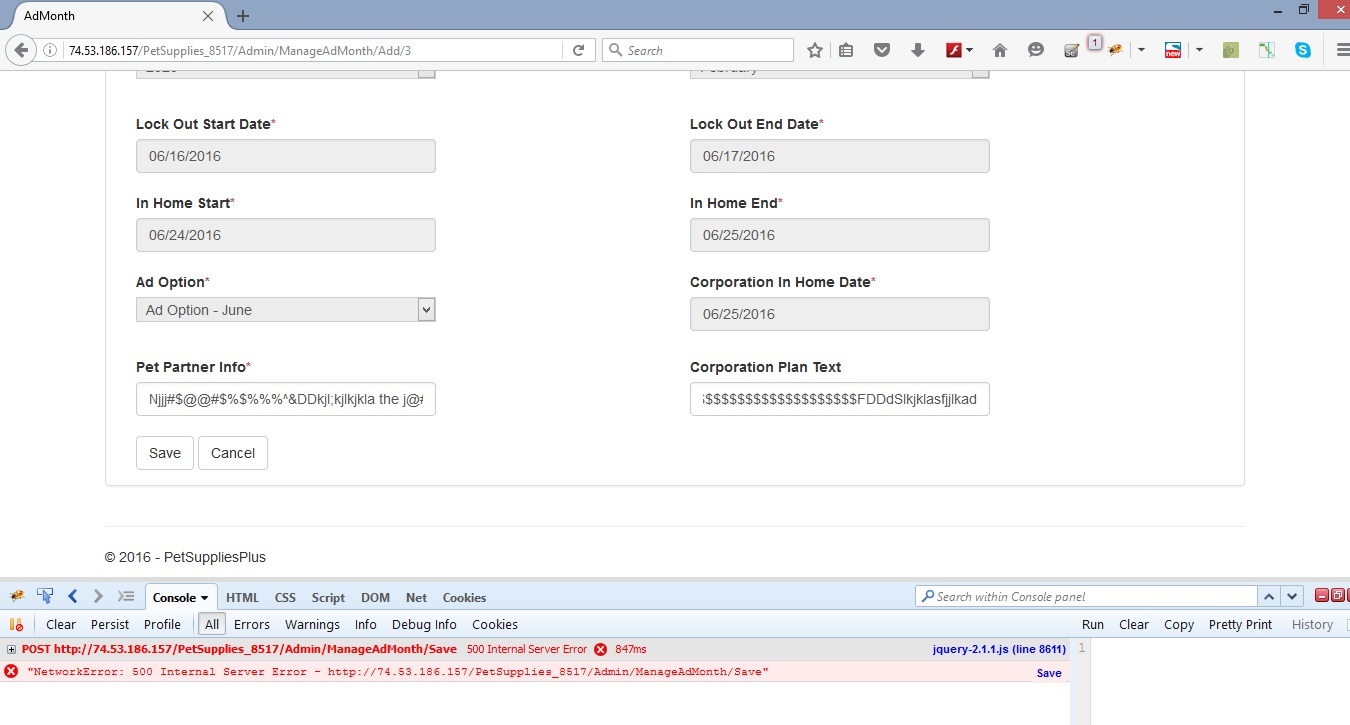 AdMonth
74.53.186.157/PetSupplies_8517/Admin/ManageAdMonth/Add/3
Search
1
new
Lock Out Start Date*
Lock Out End Date*
06/16/2016
06/17/2016
In Home Start*
In Home End*
06/24/2016
06/25/2016
Ad Option*
Corporation In Home Date*
Ad Option - June
06/25/2016
Pet Partner Info*
Corporation Plan Text
Njjj#$@@#$%$%%%^&DDkjl;kjlkjkla the j@#
$$$$$$$$$$$$$$$$$$$FDDdSlkjklasfjjlkad
Save Cancel
© 2016 - PetSuppliesPlus
Console HTML CSS Script DOM Net Cookies
Search within Console panel
Clear Persist Profile All Errors Warnings Info Debug Info Cookies
Run Clear Copy Pretty Print History
POST http://74.53.186.157/PetSupplies_8517/Admin/ManageAdMonth/Save 500 Internal Server Error 847ms
jquery-2.1.1.js (line 8611)
1
"NetworkError: 500 Internal Server Error - http://74.53.186.157/PetSupplies_8517/Admin/ManageAdMonth/Save"
Save